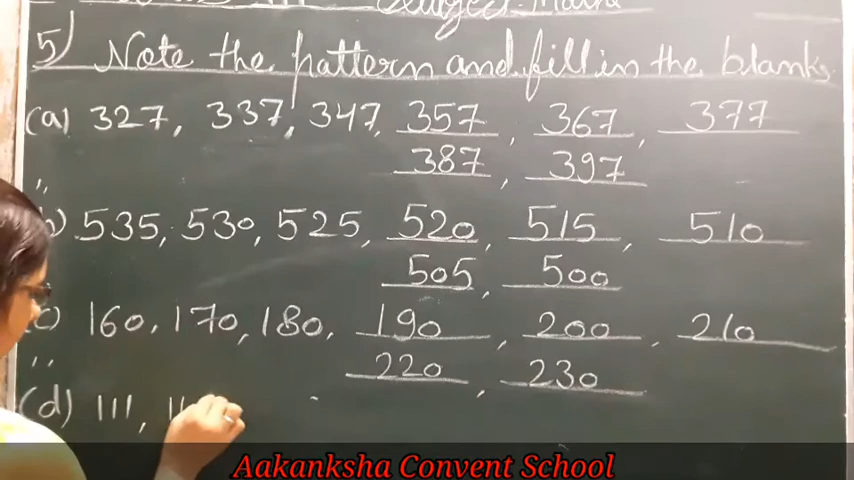 Subject:- Maths
5) Note the pattern and fill in the blanks.
(a) 327, 337, 347, 357, 367, 377
387, 397
b) 535, 530, 525, 520, 515, 510
505, 500
c) 160, 170, 180, 190, 200, 210
220, 230
(d) 111,
Aakanksha Convent School